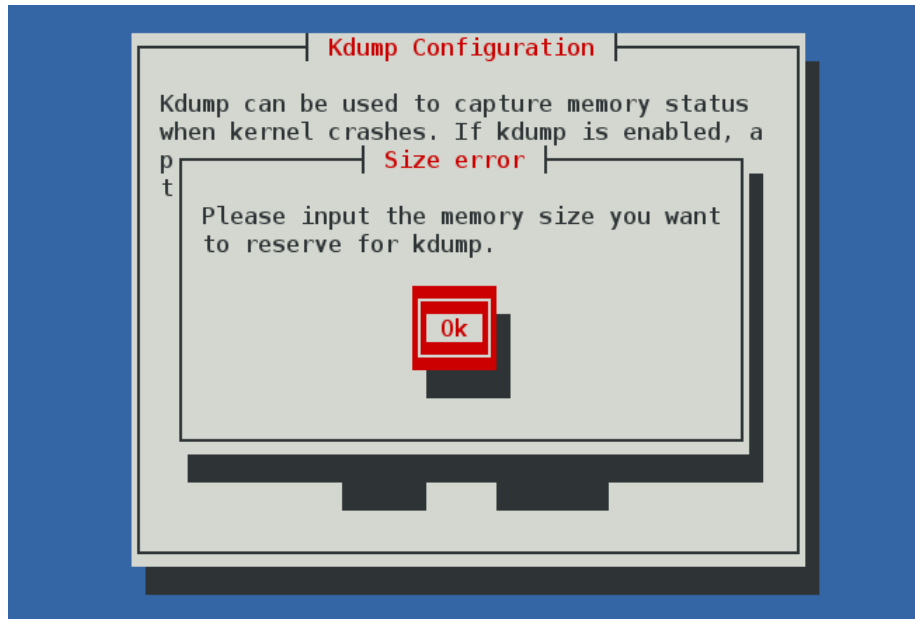 Kdump Configuration
Kdump can be used to capture memory status
when kernel crashes. If kdump is enabled, a
p
t
Size error
Please input the memory size you want
to reserve for kdump.
Ok